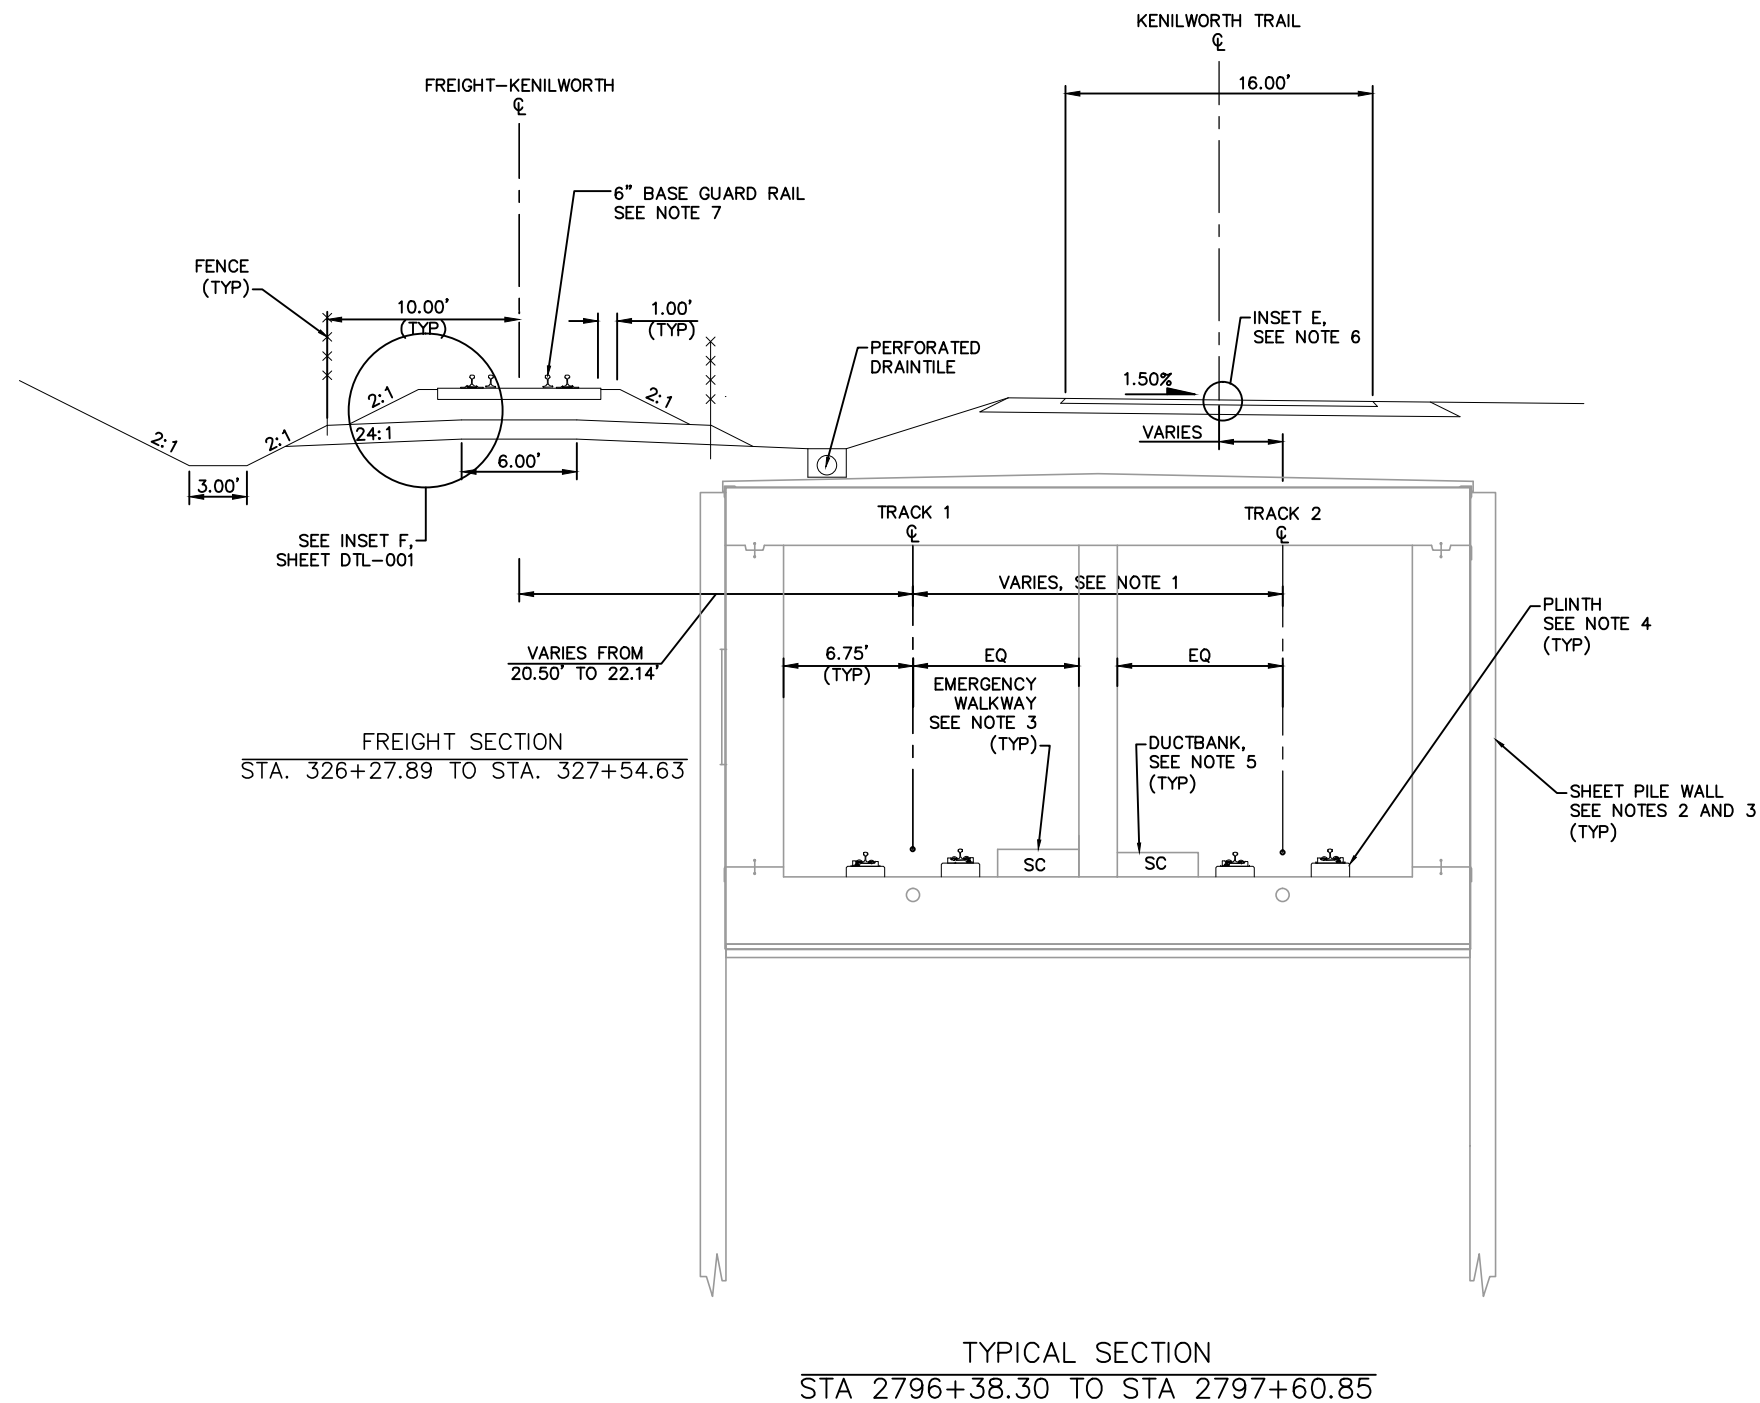 KENILWORTH TRAIL
℄
16.00'
FREIGHT-KENILWORTH
℄
6" BASE GUARD RAIL
SEE NOTE 7
FENCE
(TYP)
10.00'
(TYP)
1.00'
(TYP)
INSET E,
SEE NOTE 6
PERFORATED
DRAINTILE
1.50%
2:1
2:1
2:1
2:1
24:1
VARIES
6.00'
3.00'
SEE INSET F,
SHEET DTL-001
TRACK 1
℄
TRACK 2
℄
VARIES, SEE NOTE 1
PLINTH
SEE NOTE 4
(TYP)
VARIES FROM
20.50' TO 22.14'
6.75'
(TYP)
EQ
EQ
EMERGENCY
WALKWAY
SEE NOTE 3
(TYP)
DUCTBANK,
SEE NOTE 5
(TYP)
FREIGHT SECTION
STA. 326+27.89 TO STA. 327+54.63
SHEET PILE WALL
SEE NOTES 2 AND 3
(TYP)
SC
SC
TYPICAL SECTION
STA 2796+38.30 TO STA 2797+60.85